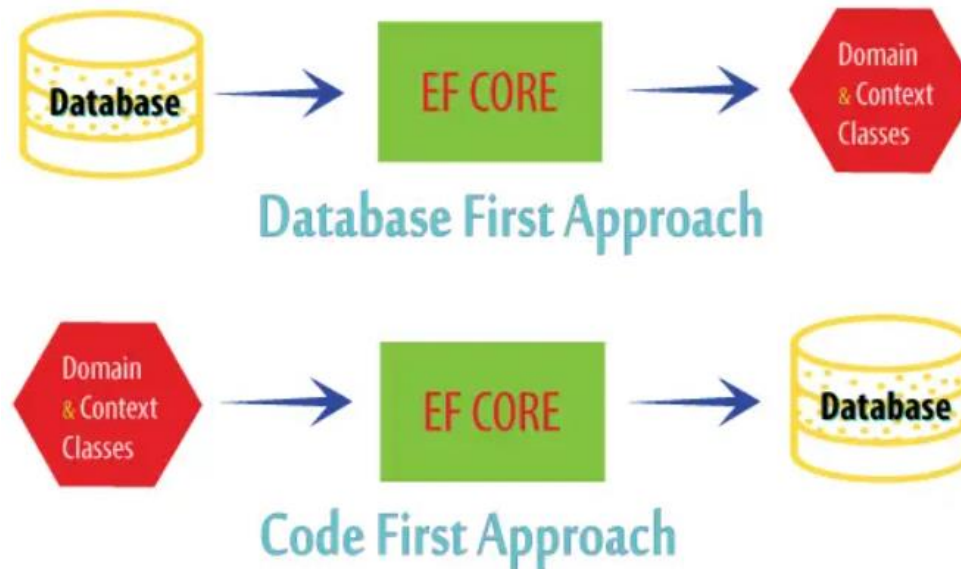 Database
EF CORE
Domain
& Context
Classes
Database First Approach
Domain
& Context
Classes
EF CORE
Database
Code First Approach